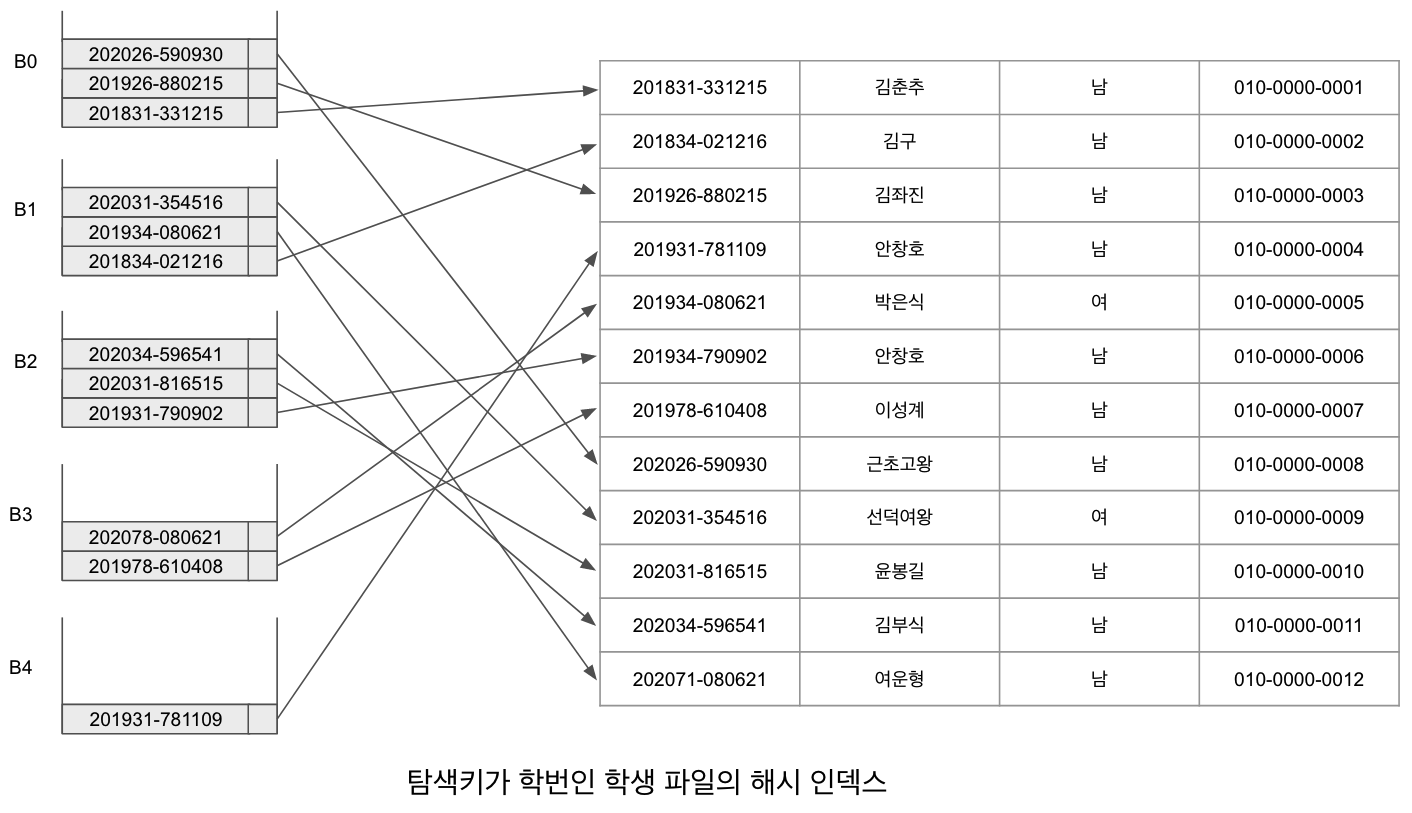 B0
202026-590930
201926-880215
201831-331215
B1
202031-354516
201934-080621
201834-021216
B2
202034-596541
202031-816515
201931-790902
B3
202078-080621
201978-610408
B4
201931-781109
201831-331215 김춘추 남 010-0000-0001
201834-021216 김구 남 010-0000-0002
201926-880215 김좌진 남 010-0000-0003
201931-781109 안창호 남 010-0000-0004
201934-080621 박은식 여 010-0000-0005
201934-790902 안창호 남 010-0000-0006
201978-610408 이성계 남 010-0000-0007
202026-590930 근초고왕 남 010-0000-0008
202031-354516 선덕여왕 여 010-0000-0009
202031-816515 윤봉길 남 010-0000-0010
202034-596541 김부식 남 010-0000-0011
202071-080621 여운형 남 010-0000-0012
탐색키가 학번인 학생 파일의 해시 인덱스